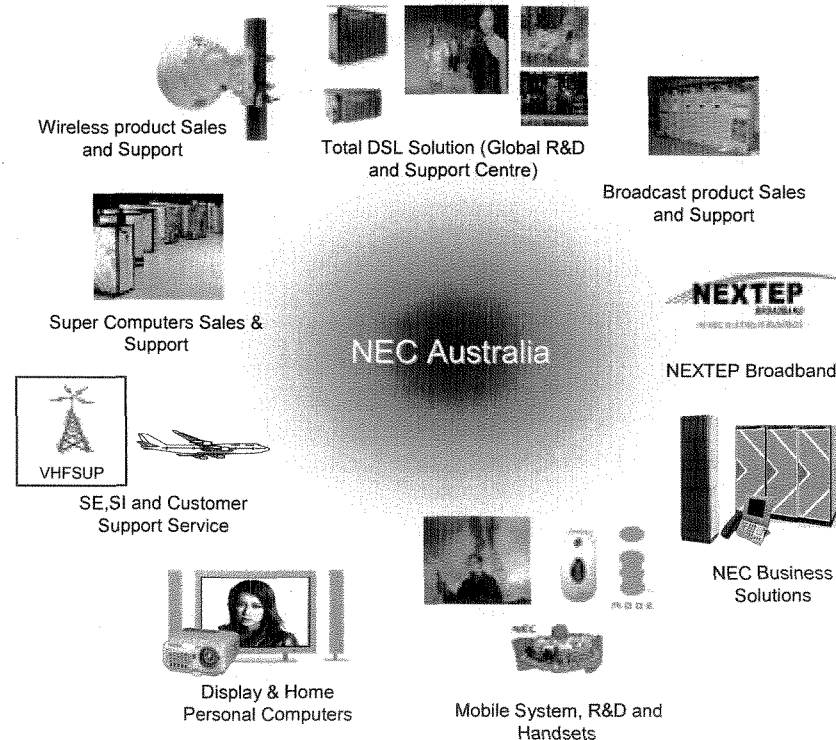 Wireless product Sales
and Support
Total DSL Solution (Global R&D
and Support Centre)
Broadcast product Sales
and Support
Super Computers Sales &
Support
NEC Australia
NEXTEP
BROADBAND
NEXTEP Broadband
VHFSUP
SE,SI and Customer
Support Service
NEC Business
Solutions
Display & Home
Personal Computers
NEC
Mobile System, R&D and
Handsets